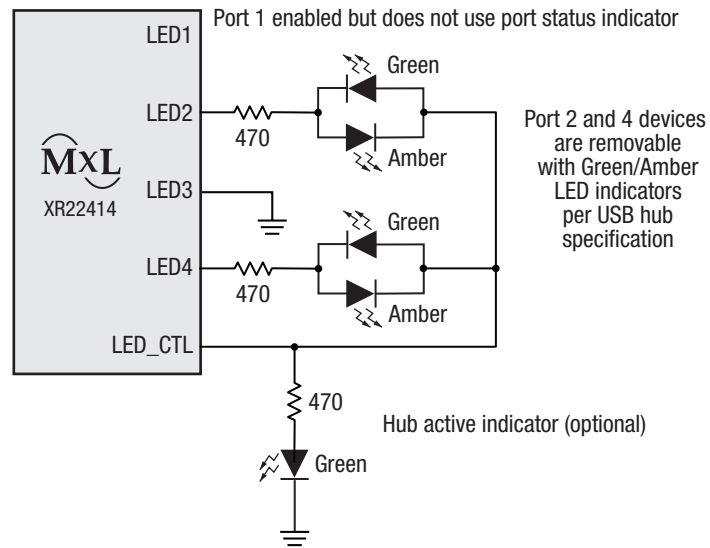 Port 1 enabled but does not use port status indicator
LED1
Green
LED2
470
Amber
Port 2 and 4 devices
are removable
with Green/Amber
LED indicators
per USB hub
specification
MxL
XR22414
LED3
Green
LED4
470
Amber
LED_CTL
470
Hub active indicator (optional)
Green